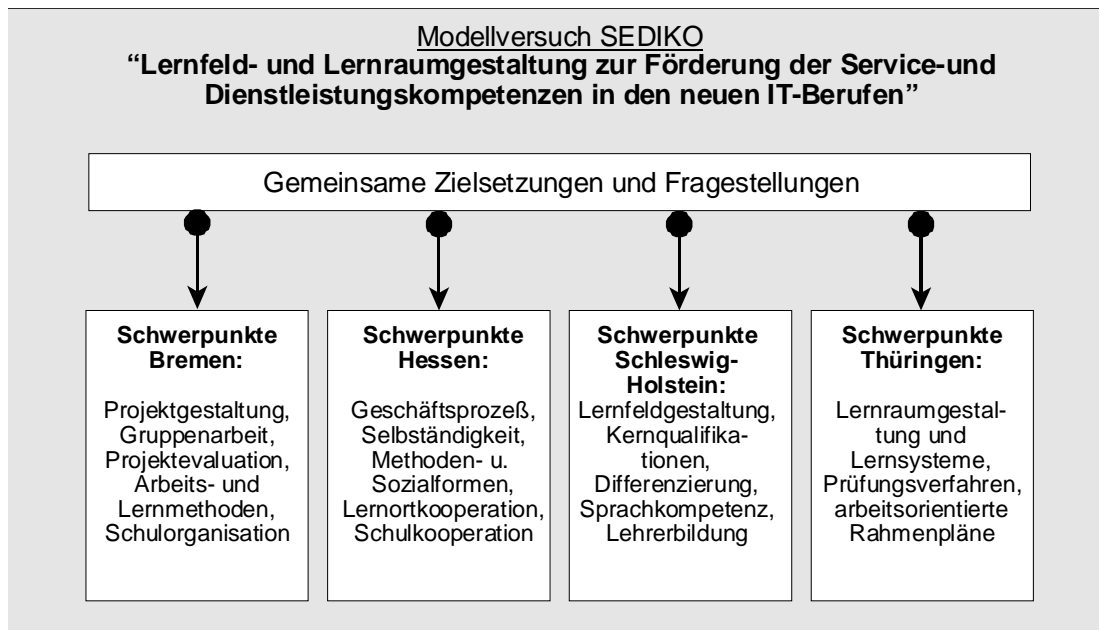 Modellversuch SEDIKO
“Lernfeld- und Lernraumgestaltung zur Förderung der Service-und
Dienstleistungskompetenzen in den neuen IT-Berufen”
Gemeinsame Zielsetzungen und Fragestellungen
Schwerpunkte
Bremen:
Projektgestaltung,
Gruppenarbeit,
Projektevaluation,
Arbeits- und
Lernmethoden,
Schulorganisation
Schwerpunkte
Hessen:
Geschäftsprozeß,
Selbständigkeit,
Methoden- u.
Sozialformen,
Lernortkooperation,
Schulkooperation
Schwerpunkte
Schleswig-
Holstein:
Lernfeldgestaltung,
Kernqualifika-
tionen,
Differenzierung,
Sprachkompetenz,
Lehrerbildung
Schwerpunkte
Thüringen:
Lernraumgestal-
tung und
Lernsysteme,
Prüfungsverfahren,
arbeitsorientierte
Rahmenpläne